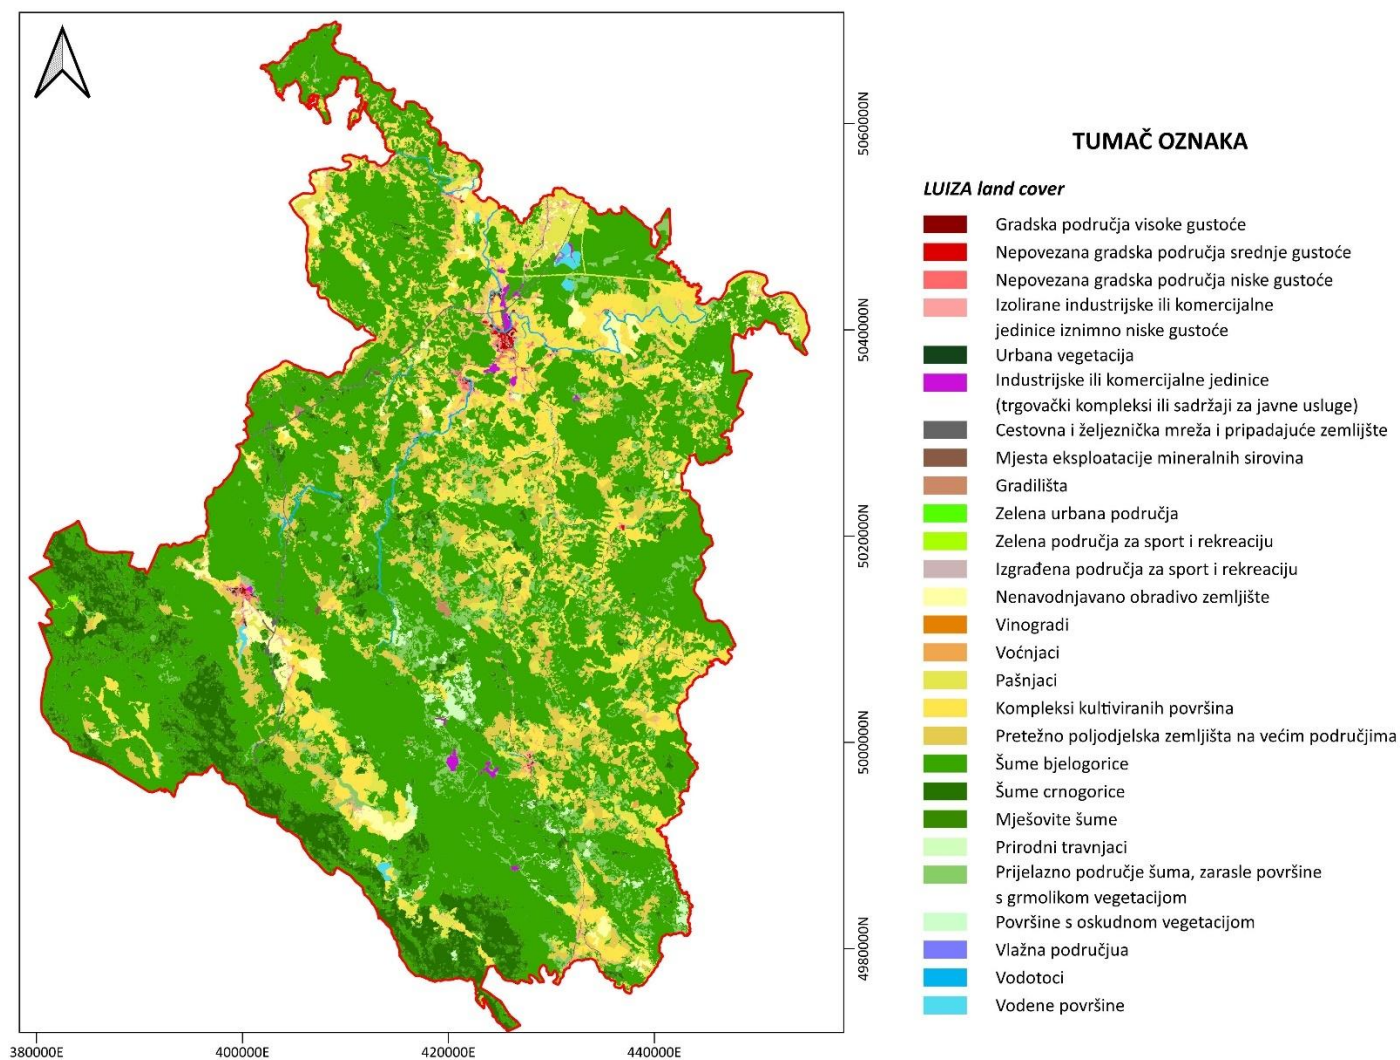 TUMAČ OZNAKA
LUIZA land cover
Gradska područja visoke gustoće
Nepovezana gradska područja srednje gustoće
Nepovezana gradska područja niske gustoće
Izolirane industrijske ili komercijalne
jedinice iznimno niske gustoće
Urbana vegetacija
Industrijske ili komercijalne jedinice
(trgovački kompleksi ili sadržaji za javne usluge)
Cestovna i željeznička mreža i pripadajuće zemljište
Mjesta eksploatacije mineralnih sirovina
Gradilišta
Zelena urbana područja
Zelena područja za sport i rekreaciju
Izgrađena područja za sport i rekreaciju
Nenavodnjavano obradivo zemljište
Vinogradi
Voćnjaci
Pašnjaci
Kompleksi kultiviranih površina
Pretežno poljodjelska zemljišta na većim područjima
Šume bjelogorice
Šume crnogorice
Mješovite šume
Prirodni travnjaci
Prijelazno područje šuma, zarasle površine
s grmolikom vegetacijom
Površine s oskudnom vegetacijom
Vlažna područjua
Vodotoci
Vodene površine
5060000N
5040000N
5020000N
5000000N
4980000N
380000E
400000E
420000E
440000E